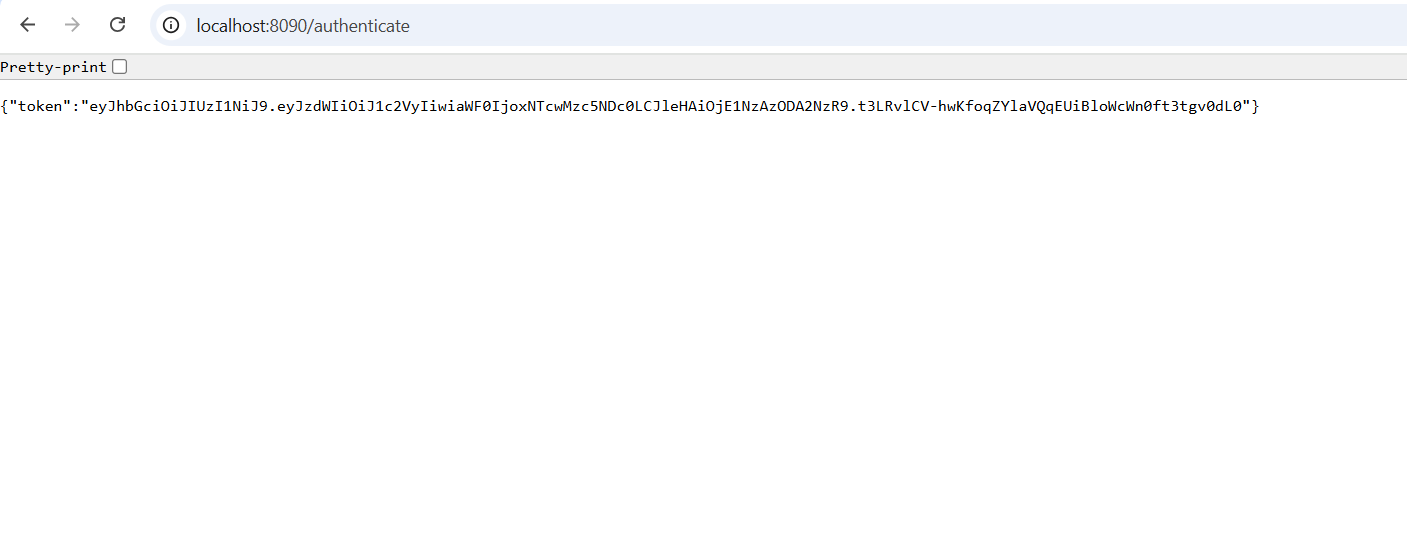 localhost:8090/authenticate
Pretty-print
{"token":"eyJhbGciOiJIUzI1NiJ9.eyJzdWIiOiJ1c2VyIiwiaWF0IjoxNTcwMzc5NDc0LCJleHAiOjE1NzAzODA2NzR9.t3LRvlCV-hwKfoqZYlaVQqEUiBloWcWn0ft3tgv0dL0"}